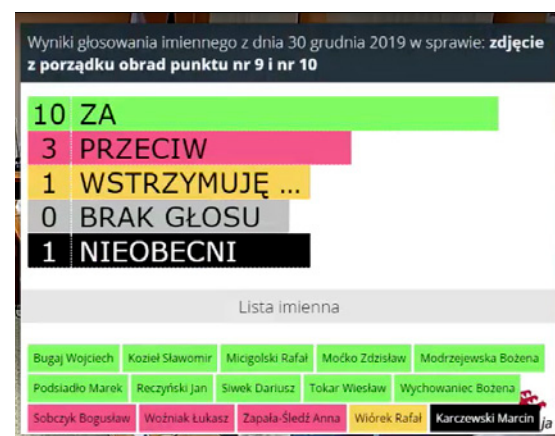 Wyniki głosowania imiennego z dnia 30 grudnia 2019 w sprawie: zdjęcie
z porządku obrad punktu nr 9 i nr 10
10 ZA
3 PRZECIW
1 WSTRZYMUJĘ ...
0 BRAK GŁOSU
1 NIEOBECNI
Lista imienna
Bugaj Wojciech Kozieł Sławomir Micigolski Rafał Moćko Zdzisław Modrzejewska Bożena
Podsiadło Marek Reczyński Jan Siwek Dariusz Tokar Wiesław Wychowaniec Bożena
Sobczyk Bogusław Woźniak Łukasz Zapała-Śledź Anna Wiórek Rafał Karczewski Marcin